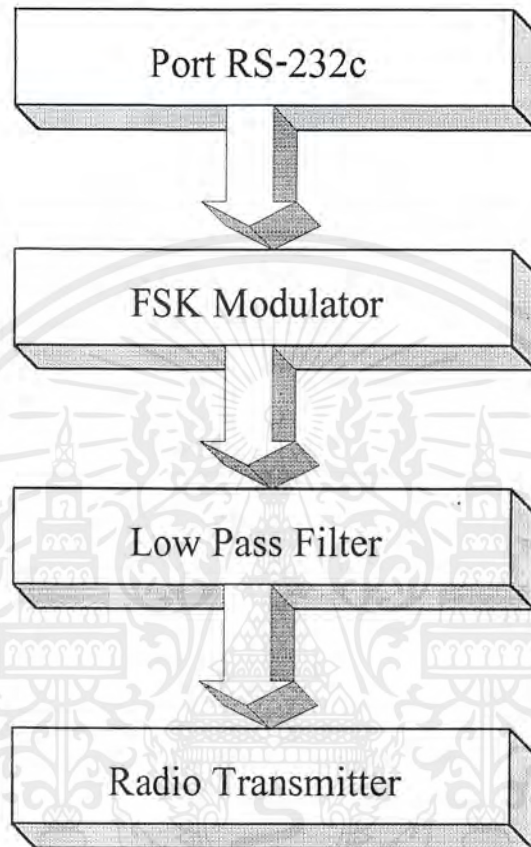 Port RS-232c
FSK Modulator
Low Pass Filter
Radio Transmitter